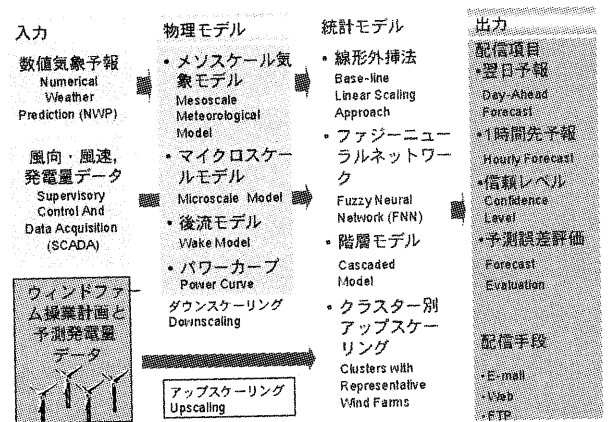 入力
数値気象予報
Numerical
Weather
Prediction (NWP)
風向・風速,
発電量データ
Supervisory
Control And
Data Acquisition
(SCADA)
ウィンドファ
ム操業計画と
予測発電量
データ
物理モデル
・メソスケール気
象モデル
Mesoscale
Meteorological
Model
・マイクロスケー
ルモデル
Microscale Model
・後流モデル
Wake Model
・パワーカーブ
Power Curve
ダウンスケーリング
Downscaling
アップスケーリング
Upscaling
統計モデル
・線形外挿法
Base-line
Linear Scaling
Approach
・ファジーニュー
ラルネットワー
ク
Fuzzy Neural
Network (FNN)
・階層モデル
Cascaded
Model
・クラスター別
アップスケー
リング
Clusters with
Representative
Wind Farms
出力
配信項目
・翌日予報
Day-Ahead
Forecast
・1時間先予報
Hourly Forecast
・信頼レベル
Confidence
Level
・予測誤差評価
Forecast
Evaluation
配信手段
・E-mail
・Web
・FTP